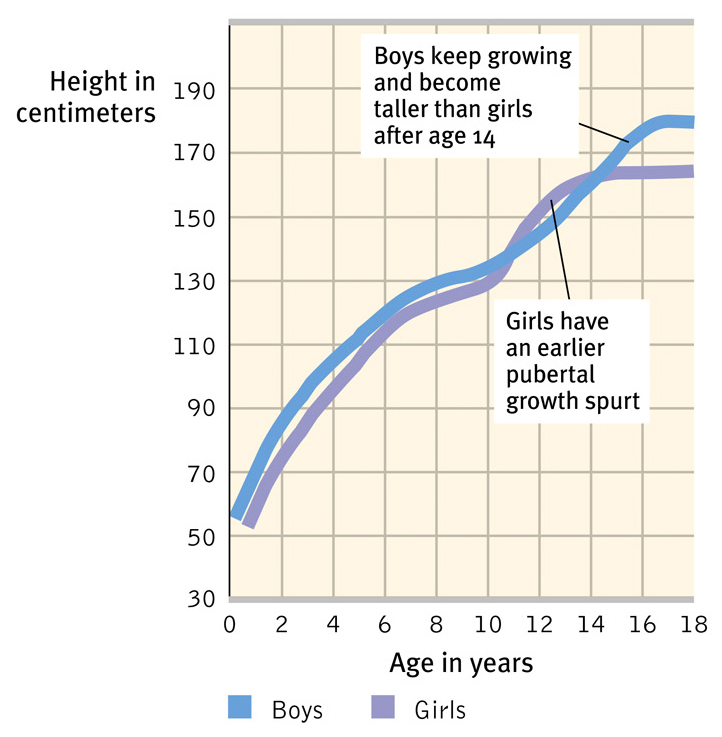 Height in
centimeters
190
170
150
130
110
90
70
50
30
Boys keep growing
and become
taller than girls
after age 14
Girls have
an earlier
pubertal
growth spurt
0 2 4 6 8 10 12 14 16 18
Age in years
Boys Girls